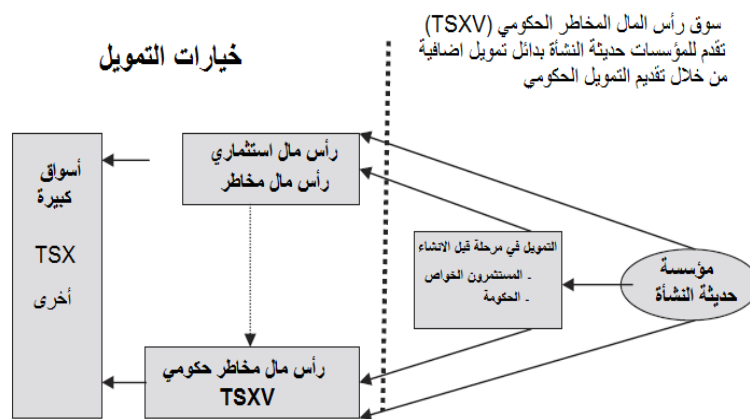 سوق رأس المال المخاطر الحكومي (TSXV)
تقدم للمؤسسات حديثة النشأة بدائل تمويل اضافية
من خلال تقديم التمويل الحكومي
خيارات التمويل
مؤسسة
حديثة النشأة
التمويل في مرحلة قبل الانشاء
- المستثمرون الخواص
- الحكومة
رأس مال استثماري
رأس مال مخاطر
رأس مال مخاطر حكومي
TSXV
أسواق
كبيرة
TSX
أخرى